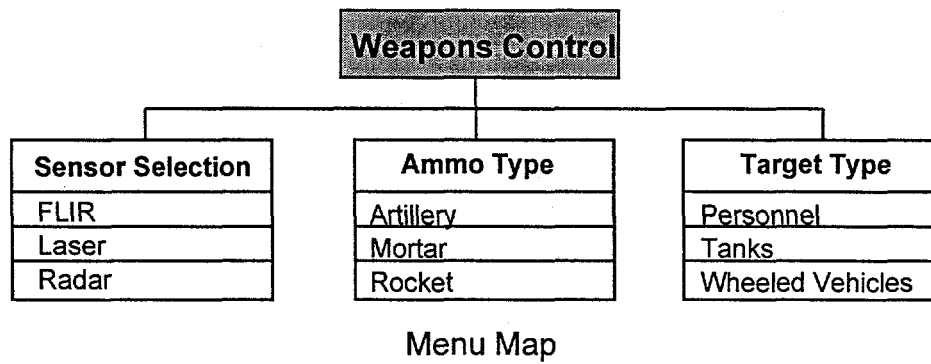 Weapons Control
Sensor Selection
FLIR
Laser
Radar
Ammo Type
Artillery
Mortar
Rocket
Target Type
Personnel
Tanks
Wheeled Vehicles
Menu Map